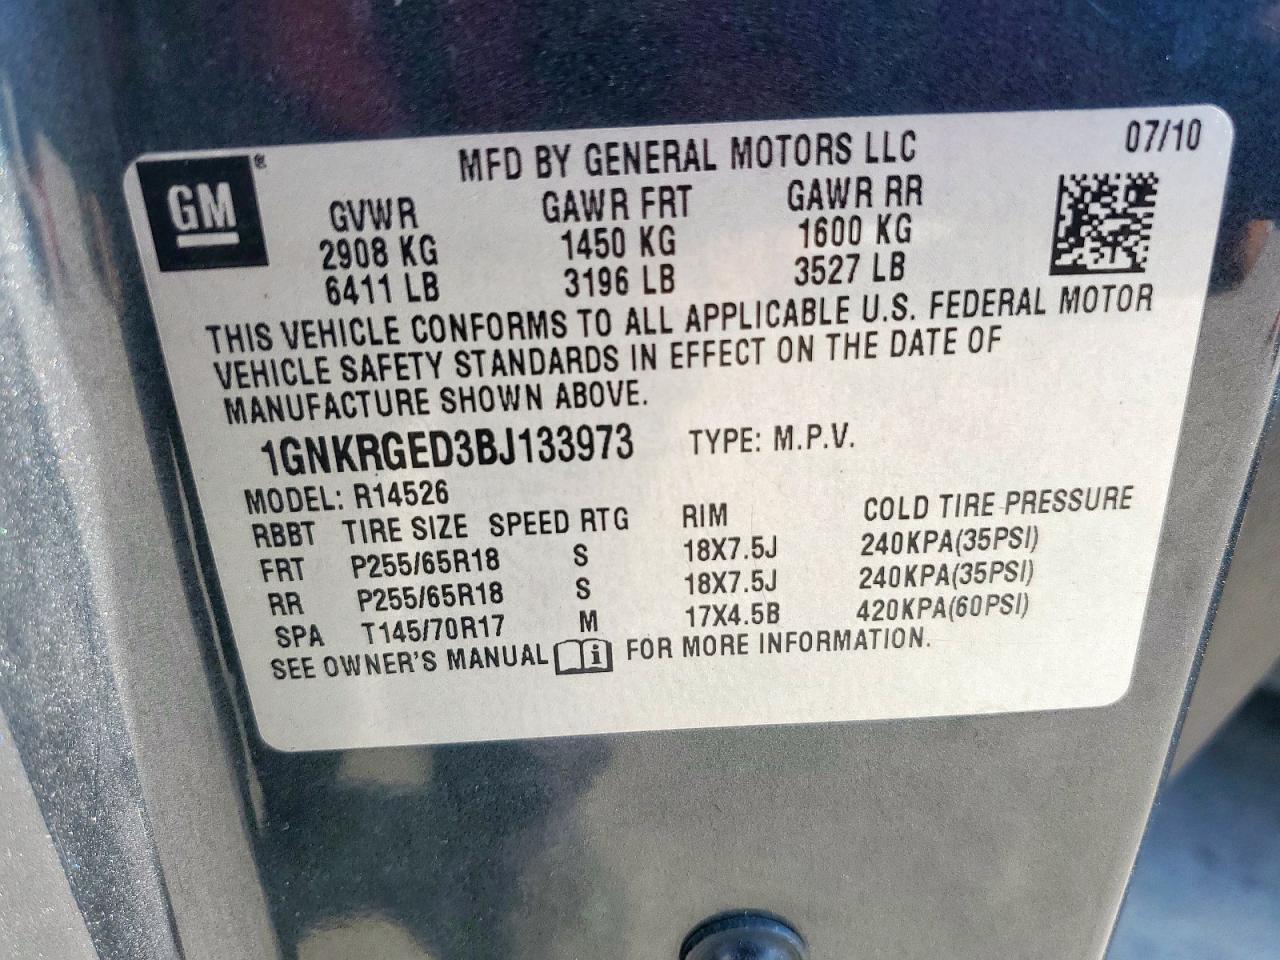 GM®
MFD BY GENERAL MOTORS LLC 07/10
GVWR GAWR FRT GAWR RR
2908 KG 1450 KG 1600 KG
6411 LB 3196 LB 3527 LB
THIS VEHICLE CONFORMS TO ALL APPLICABLE U.S. FEDERAL MOTOR
VEHICLE SAFETY STANDARDS IN EFFECT ON THE DATE OF
MANUFACTURE SHOWN ABOVE.
1GNKRGED3BJ133973 TYPE: M.P.V.
MODEL: R14526
RBBT TIRE SIZE SPEED RTG RIM COLD TIRE PRESSURE
FRT P255/65R18 S 18X7.5J 240KPA(35PSI)
RR P255/65R18 S 18X7.5J 240KPA(35PSI)
SPA T145/70R17 M 17X4.5B 420KPA(60PSI)
SEE OWNER'S MANUAL i FOR MORE INFORMATION.